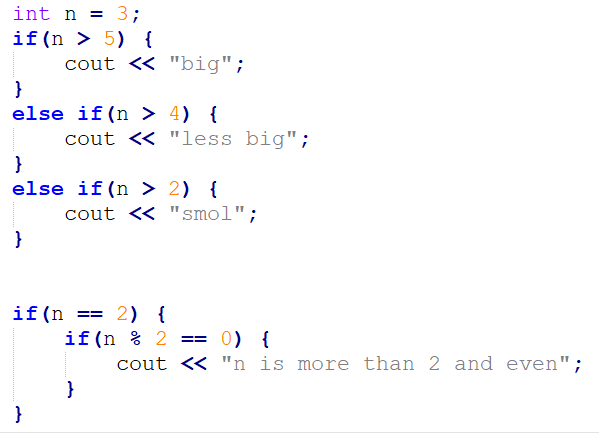 int n = 3;
if(n > 5) {
    cout << "big";
}
else if(n > 4) {
    cout << "less big";
}
else if(n > 2) {
    cout << "smol";
}
if(n == 2) {
    if(n % 2 == 0) {
        cout << "n is more than 2 and even";
    }
}